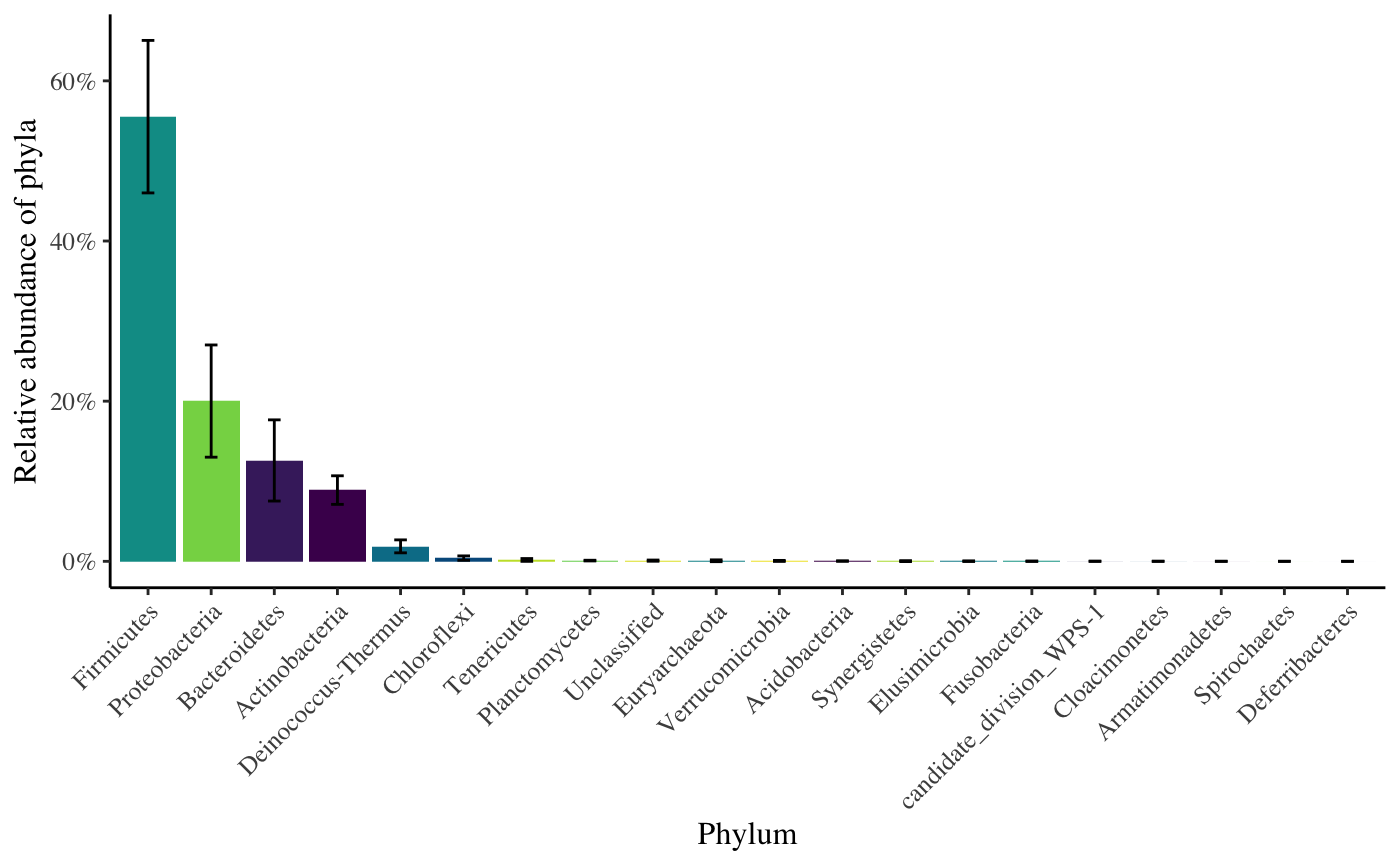 Relative abundance of phyla
60%
40%
20%
0%
Firmicutes
Proteobacteria
Bacteroidetes
Actinobacteria
Deinococcus-Thermus
Chloroflexi
Tenericutes
Planctomycetes
Unclassified
Euryarchaeota
Verrucomicrobia
Acidobacteria
Synergistetes
Elusimicrobia
Fusobacteria
candidate_division_WPS-1
Cloacimonetes
Armatimonadetes
Spirochaetes
Deferribacteres
Phylum